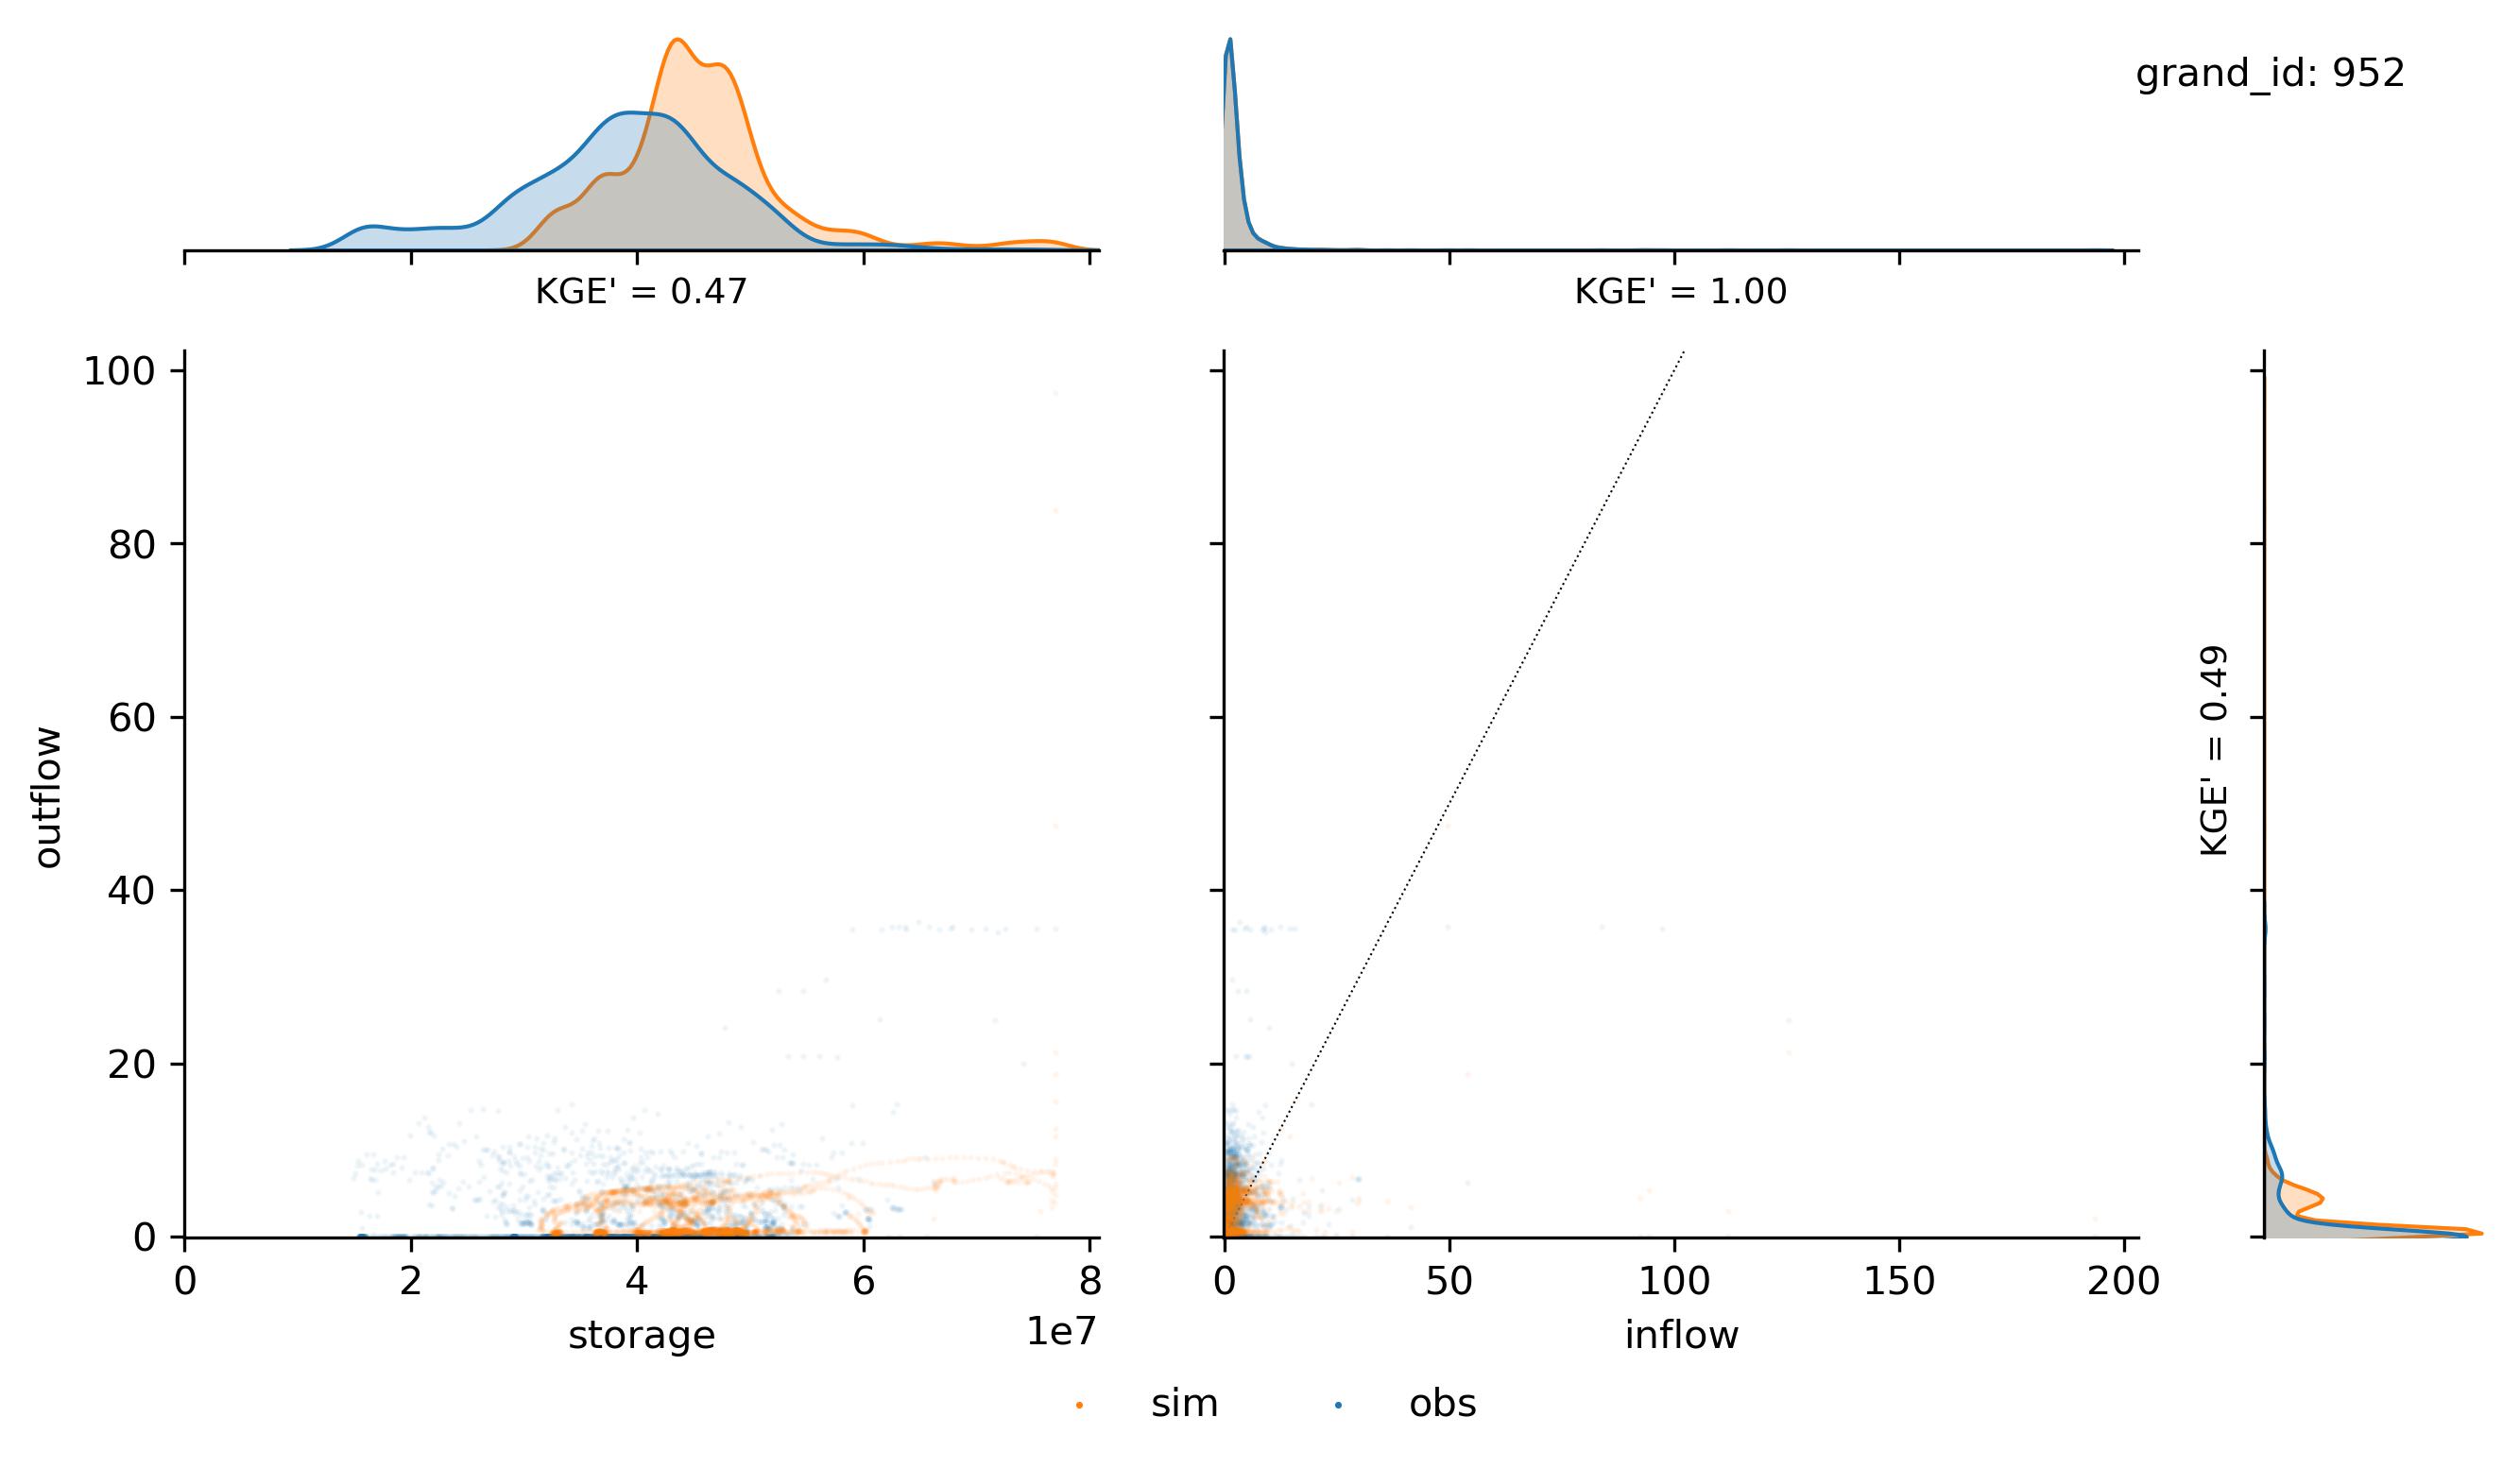 grand_id: 952
KGE' = 0.47
KGE' = 1.00
100
80
60
40
20
0
outflow
KGE' = 0.49
0 2 4 6 8
1e7
storage
0 50 100 150 200
inflow
sim obs